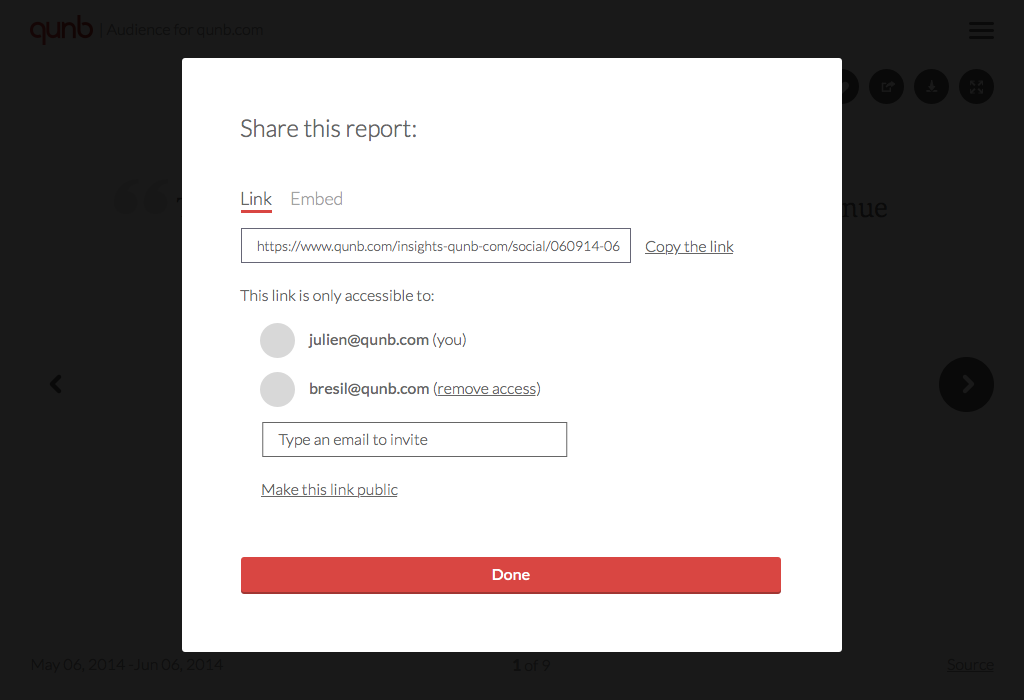 qunb | Audience for qunb.com
Share this report:
Link Embed
https://www.qunb.com/insights-qunb-com/social/060914-06 Copy the link
This link is only accessible to:
julien@qunb.com (you)
bresil@qunb.com (remove access)
Type an email to invite
Make this link public
Done
May 06, 2014 - Jun 06, 2014 1 of 9 Source